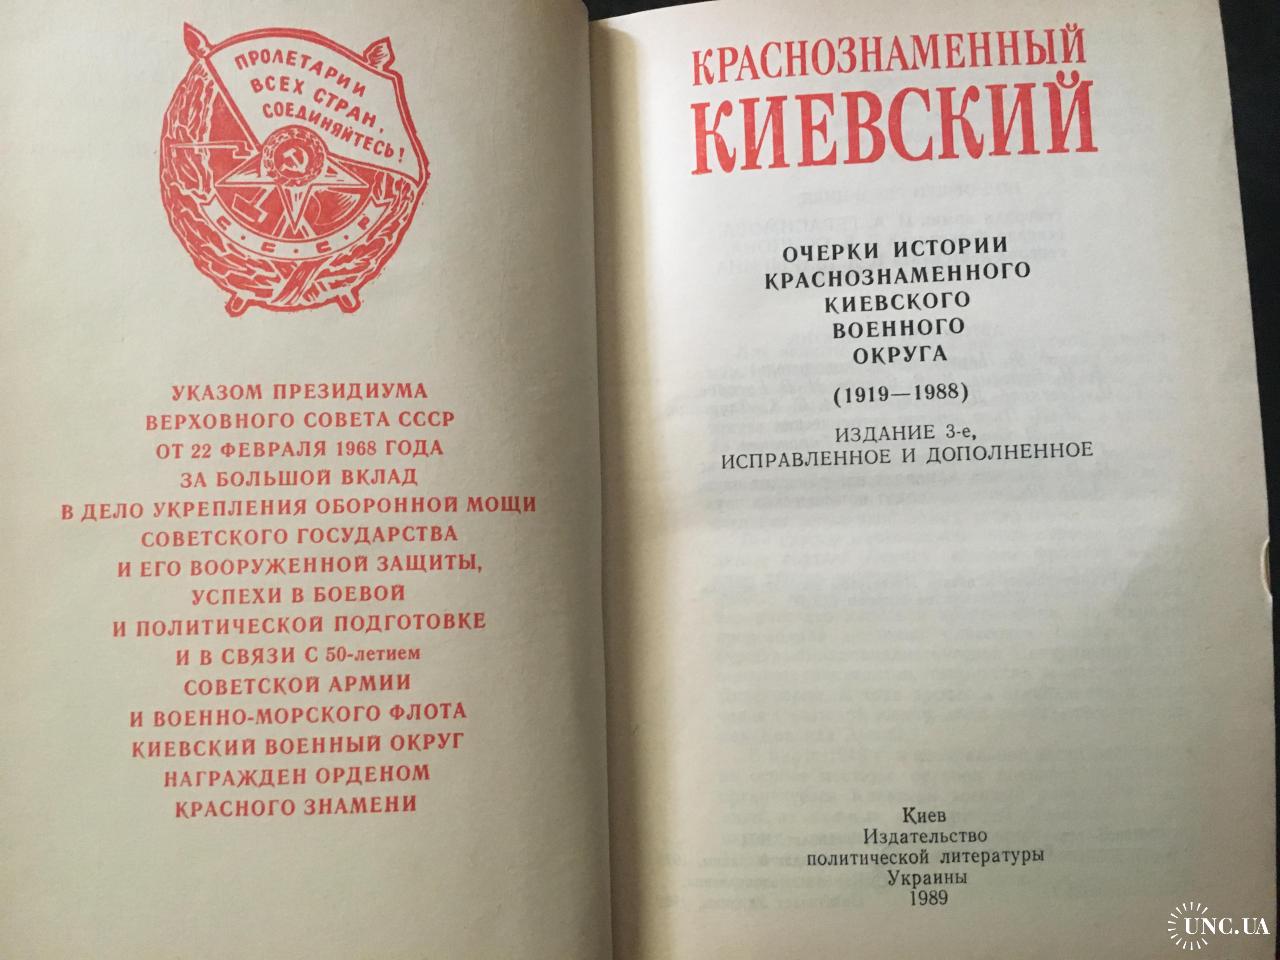 ПРОЛЕТАРИИ
ВСЕХ СТРАН,
СОЕДИНЯЙТЕСЬ!
С.С.С.Р
УКАЗОМ ПРЕЗИДИУМА
ВЕРХОВНОГО СОВЕТА СССР
ОТ 22 ФЕВРАЛЯ 1968 ГОДА
ЗА БОЛЬШОЙ ВКЛАД
В ДЕЛО УКРЕПЛЕНИЯ ОБОРОННОЙ МОЩИ
СОВЕТСКОГО ГОСУДАРСТВА
И ЕГО ВООРУЖЕННОЙ ЗАЩИТЫ,
УСПЕХИ В БОЕВОЙ
И ПОЛИТИЧЕСКОЙ ПОДГОТОВКЕ
И В СВЯЗИ С 50-летием
СОВЕТСКОЙ АРМИИ
И ВОЕННО-МОРСКОГО ФЛОТА
КИЕВСКИЙ ВОЕННЫЙ ОКРУГ
НАГРАЖДЕН ОРДЕНОМ
КРАСНОГО ЗНАМЕНИ
КРАСНОЗНАМЕННЫЙ
КИЕВСКИЙ
ОЧЕРКИ ИСТОРИИ
КРАСНОЗНАМЕННОГО
КИЕВСКОГО
ВОЕННОГО
ОКРУГА
(1919—1988)
ИЗДАНИЕ 3-е,
ИСПРАВЛЕННОЕ И ДОПОЛНЕННОЕ
Киев
Издательство
политической литературы
Украины
1989
UNC.UA